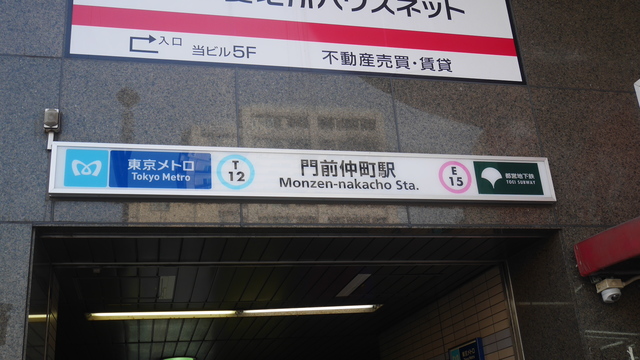 ハウスネット
入口
当ビル5F
不動産売買・賃貸
東京メトロ
Tokyo Metro
T
12
門前仲町駅
Monzen-nakacho Sta.
E
15
都営地下鉄
TOEI SUBWAY